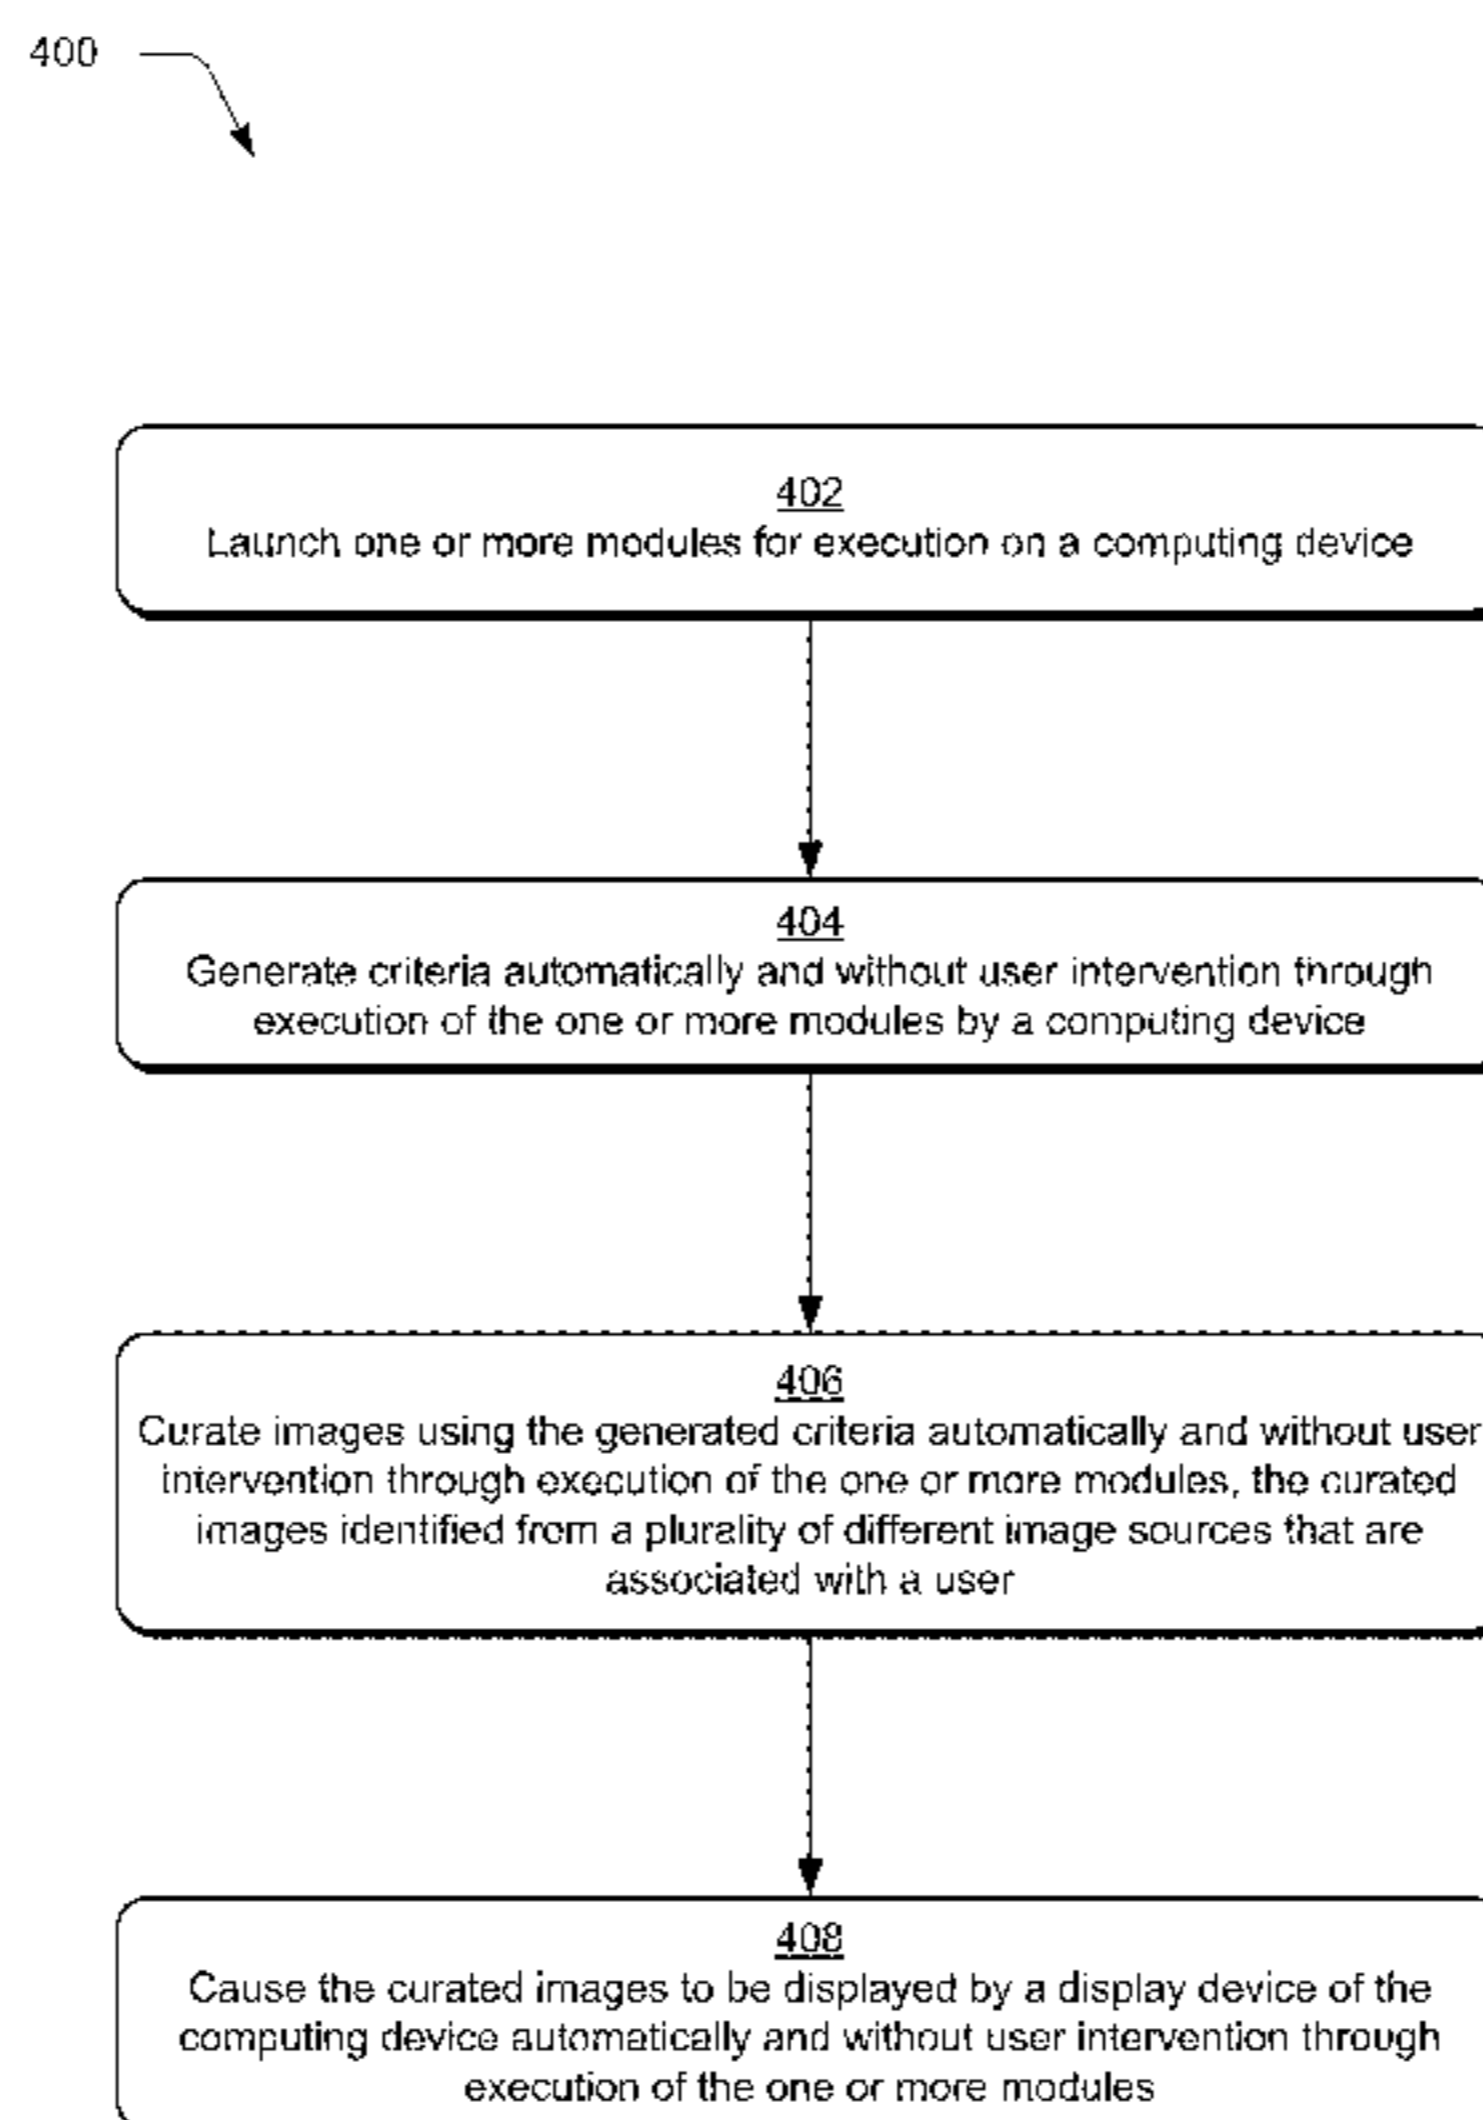 400
402
Launch one or more modules for execution on a computing device
404
Generate criteria automatically and without user intervention through
execution of the one or more modules by a computing device
406
Curate images using the generated criteria automatically and without user
intervention through execution of the one or more modules, the curated
images identified from a plurality of different image sources that are
associated with a user
408
Cause the curated images to be displayed by a display device of the
computing device automatically and without user intervention through
execution of the one or more modules